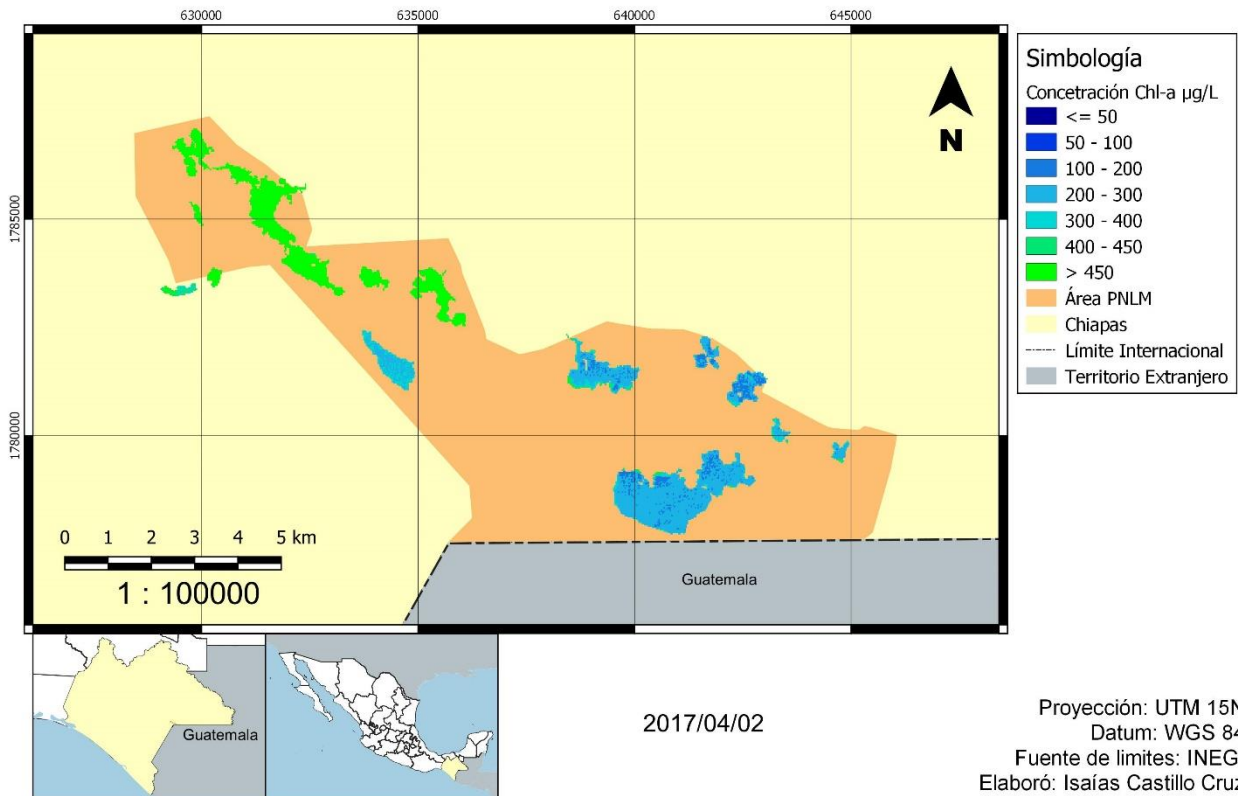 630000
635000
640000
645000
1785000
1780000
N
0 1 2 3 4 5 km
1 : 100000
Guatemala
Simbología
Concetración Chl-a µg/L
<= 50
50 - 100
100 - 200
200 - 300
300 - 400
400 - 450
> 450
Área PNLM
Chiapas
Límite Internacional
Territorio Extranjero
Guatemala
2017/04/02
Proyección: UTM 15N
Datum: WGS 84
Fuente de limites: INEG
Elaboró: Isaías Castillo Cruz